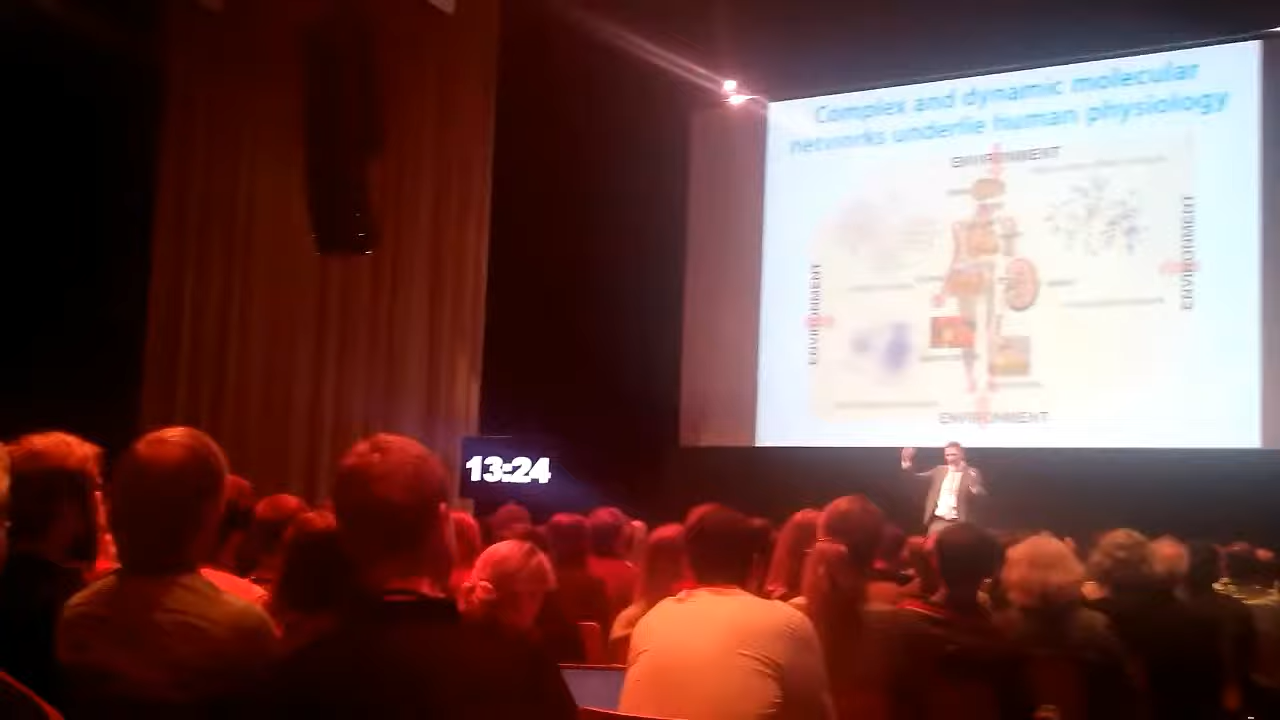 Complex and dynamic molecular
networks underlie human physiology
ENVIRONMENT
ENVIRONMENT
ENVIRONMENT
ENVIRONMENT
13:24